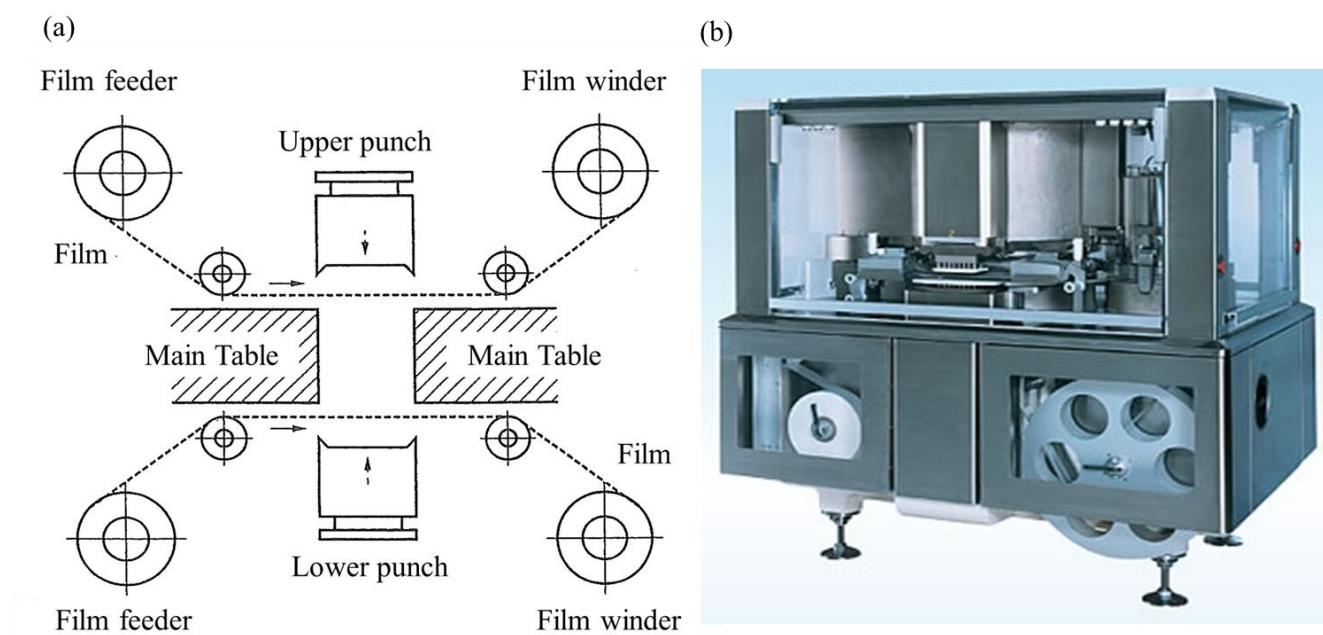 (a)
(b)
Film feeder
Film winder
Upper punch
Film
Main Table
Main Table
Film
Lower punch
Film feeder
Film winder